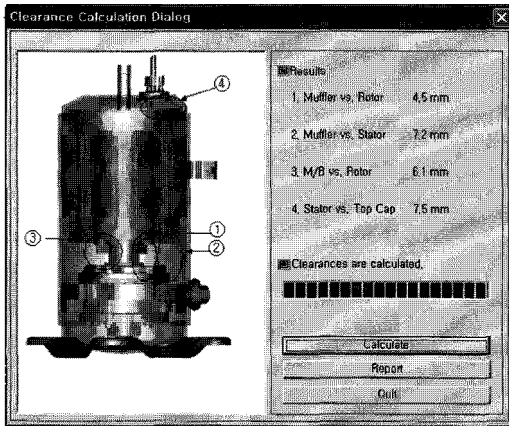 Clearance Calculation Dialog
Results
1. Muffler vs. Rotor 4.5 mm
2. Muffler vs. Stator 7.2 mm
3. M/B vs. Rotor 6.1 mm
4. Stator vs. Top Cap 7.5 mm
Clearances are calculated.
Calculate
Report
Quit
4
1
3
2